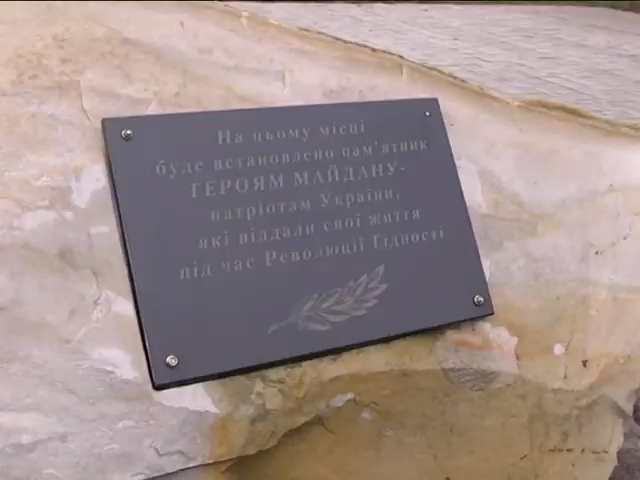 На цьому місці
буде встановлено пам'ятник
ГЕРОЯМ МАЙДАНУ-
патріотам України,
які віддали свої життя
під час Революції Гідності